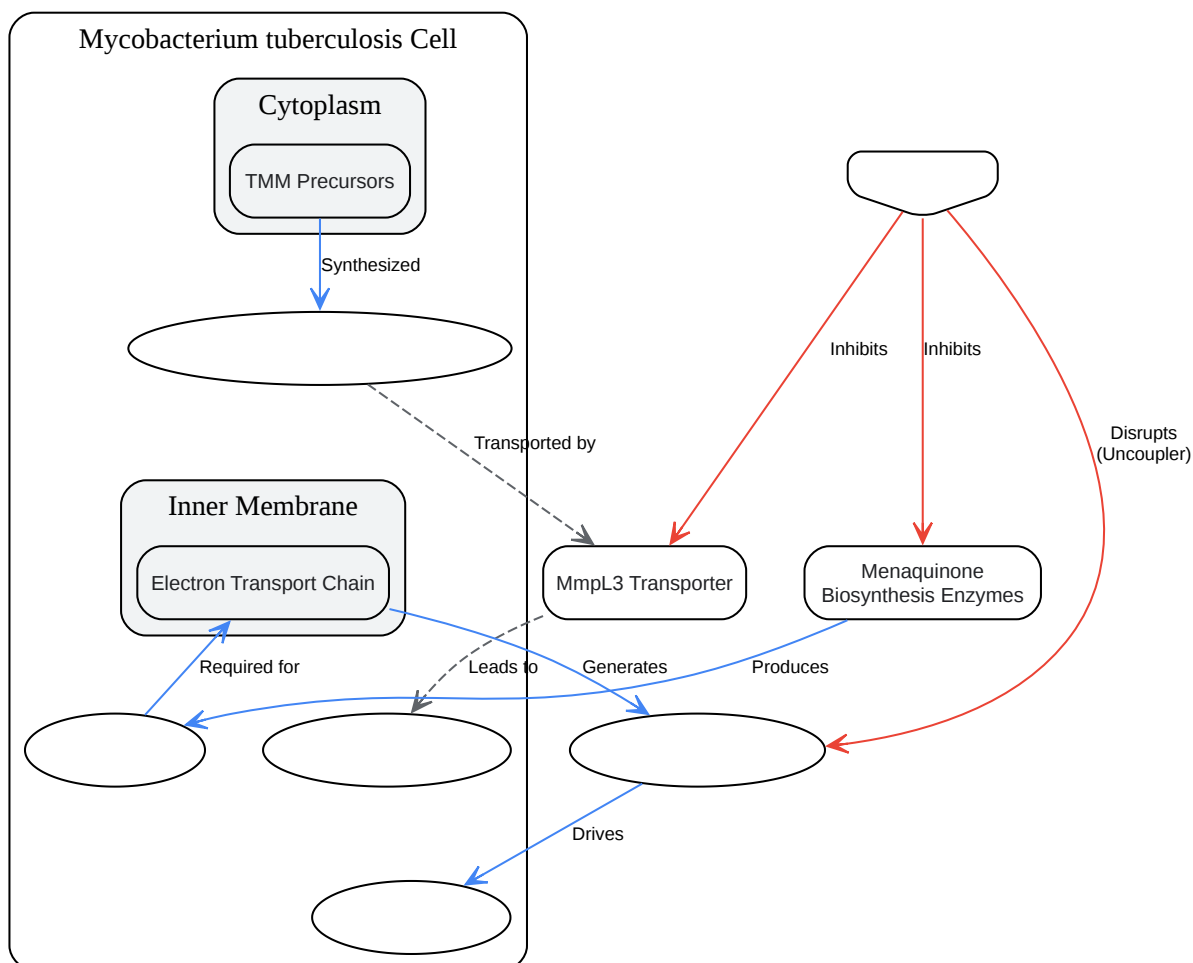 Mycobacterium tuberculosis Cell
Cytoplasm
TMM Precursors
Synthesized
Inhibits
Inhibits
Disrupts
(Uncoupler)
Transported by
Inner Membrane
Electron Transport Chain
MmpL3 Transporter
Menaquinone
Biosynthesis Enzymes
Required for
Leads to
Generates
Produces
Drives